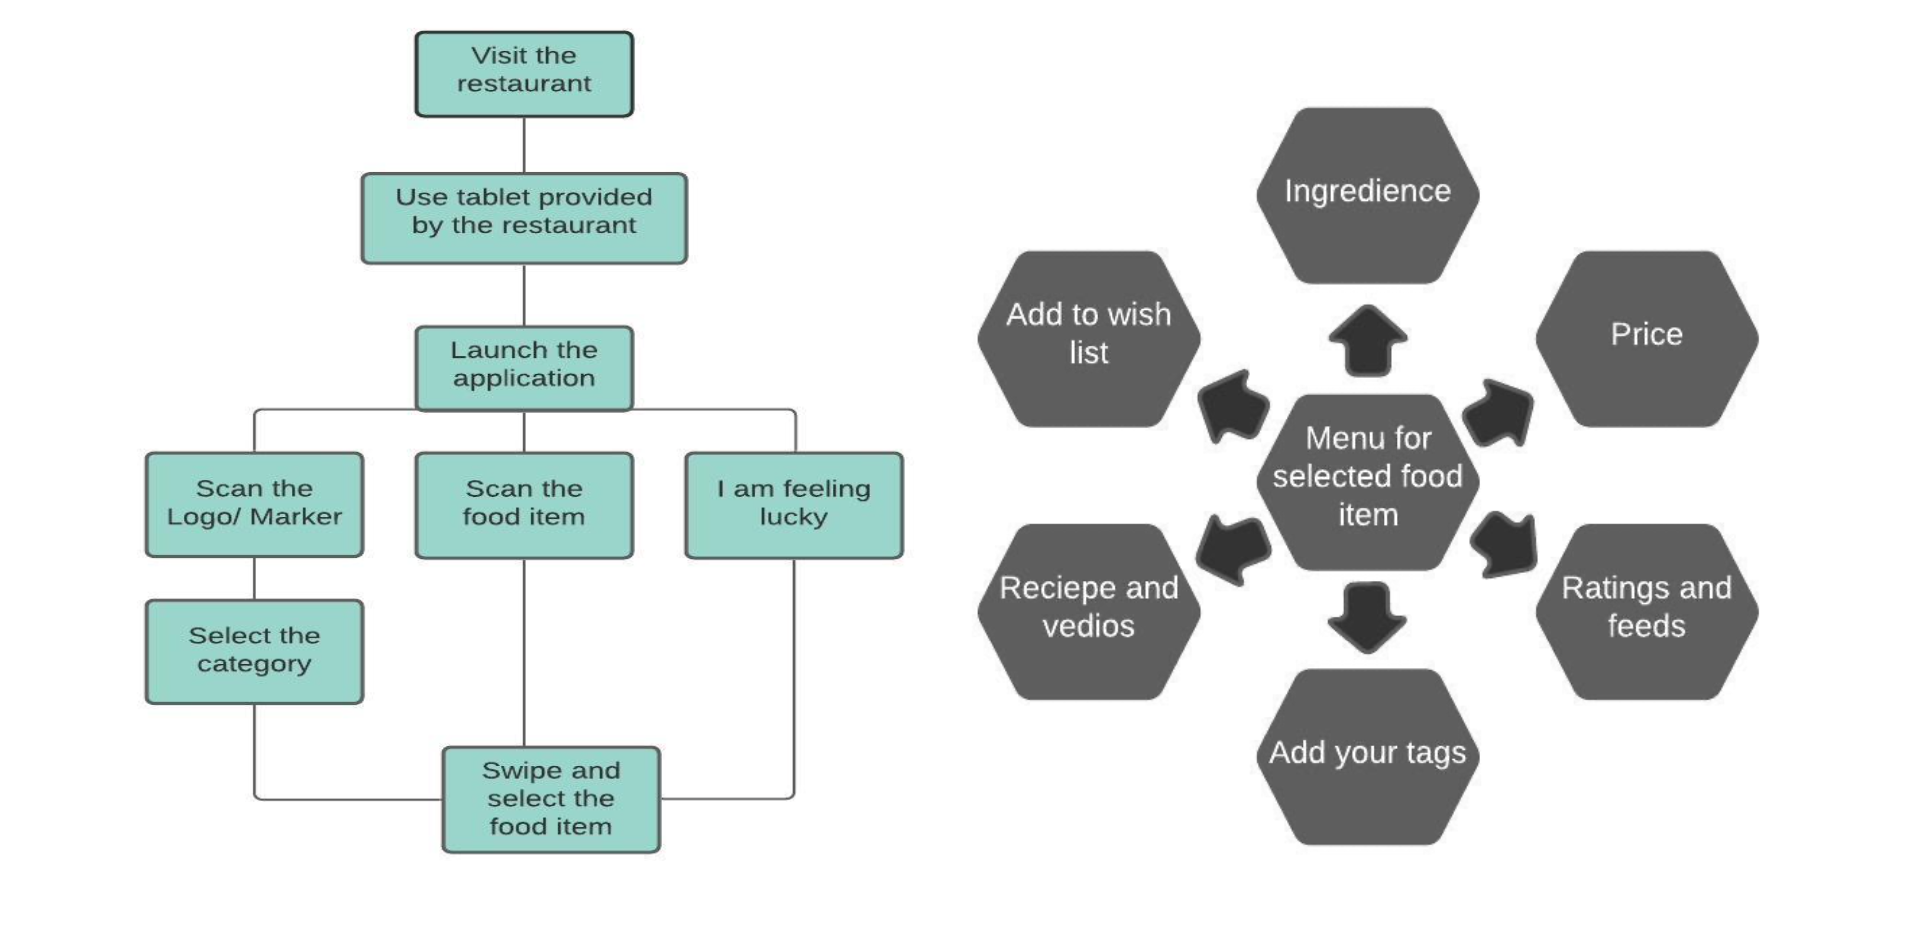 Visit the
restaurant
Use tablet provided
by the restaurant
Launch the
application
Scan the
Logo/ Marker
Scan the
food item
I am feeling
lucky
Select the
category
Swipe and
select the
food item
Ingredience
Add to wish
list
Price
Menu for
selected food
item
Reciepe and
vedios
Ratings and
feeds
Add your tags